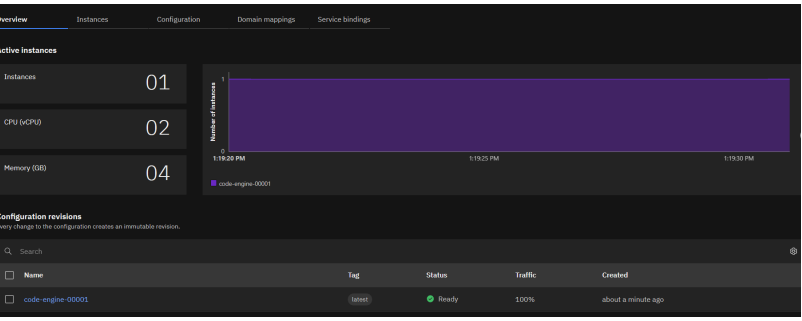 Overview Instances Configuration Domain mappings Service bindings
Active instances
Instances 01
CPU (vCPU) 02
Memory (GB) 04
Number of instances
1
0
1:19:20 PM 1:19:25 PM 1:19:30 PM
code-engine-00001
Configuration revisions
Every change to the configuration creates an immutable revision.
Search
Name Tag Status Traffic Created
code-engine-00001 latest Ready 100% about a minute ago